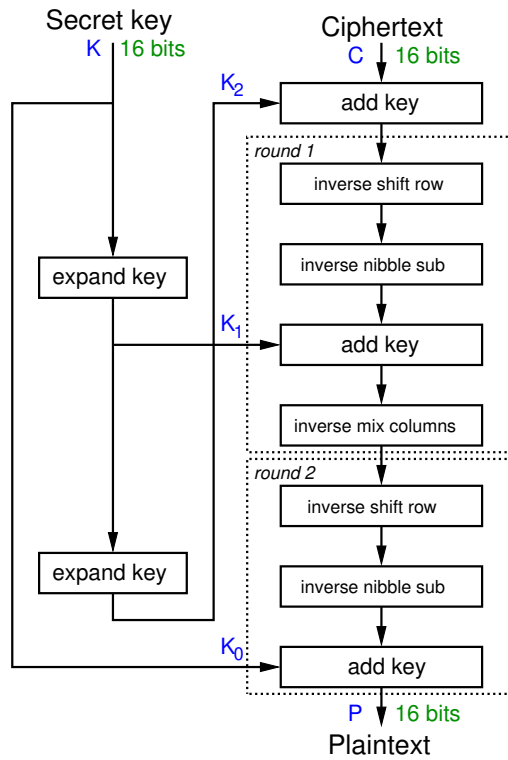 Secret key
K 16 bits
Ciphertext
C 16 bits
K2
add key
round 1
inverse shift row
inverse nibble sub
expand key
K1
add key
inverse mix columns
round 2
inverse shift row
expand key
inverse nibble sub
K0
add key
P 16 bits
Plaintext